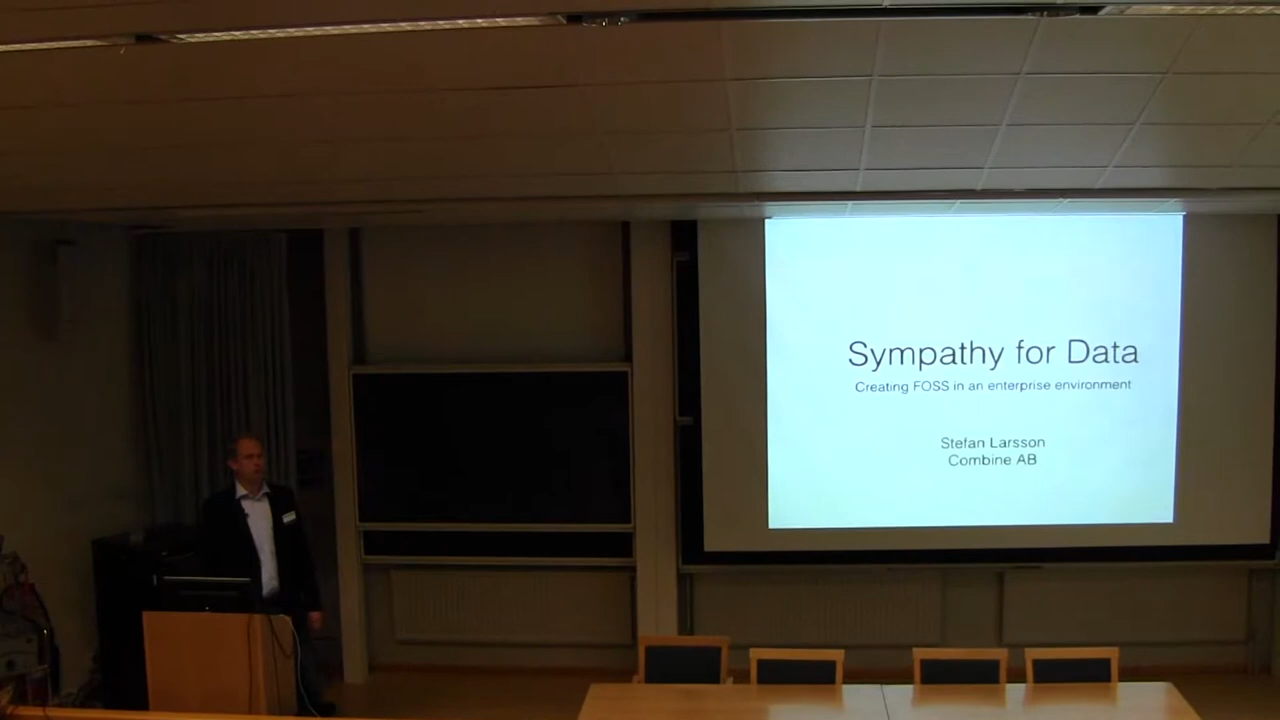 Sympathy for Data
Creating FOSS in an enterprise environment
Stefan Larsson
Combine AB